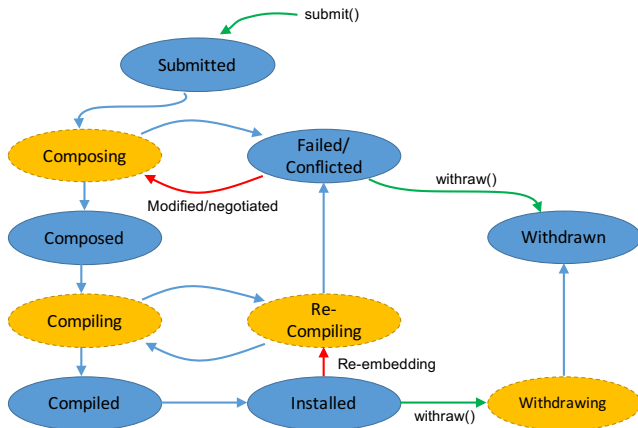 submit()
Submitted
Composing
Failed/
Conflicted
withraw()
Modified/negotiated
Composed
Withdrawn
Compiling
Re-
Compiling
Re-embedding
Compiled
Installed
withraw()
Withdrawing